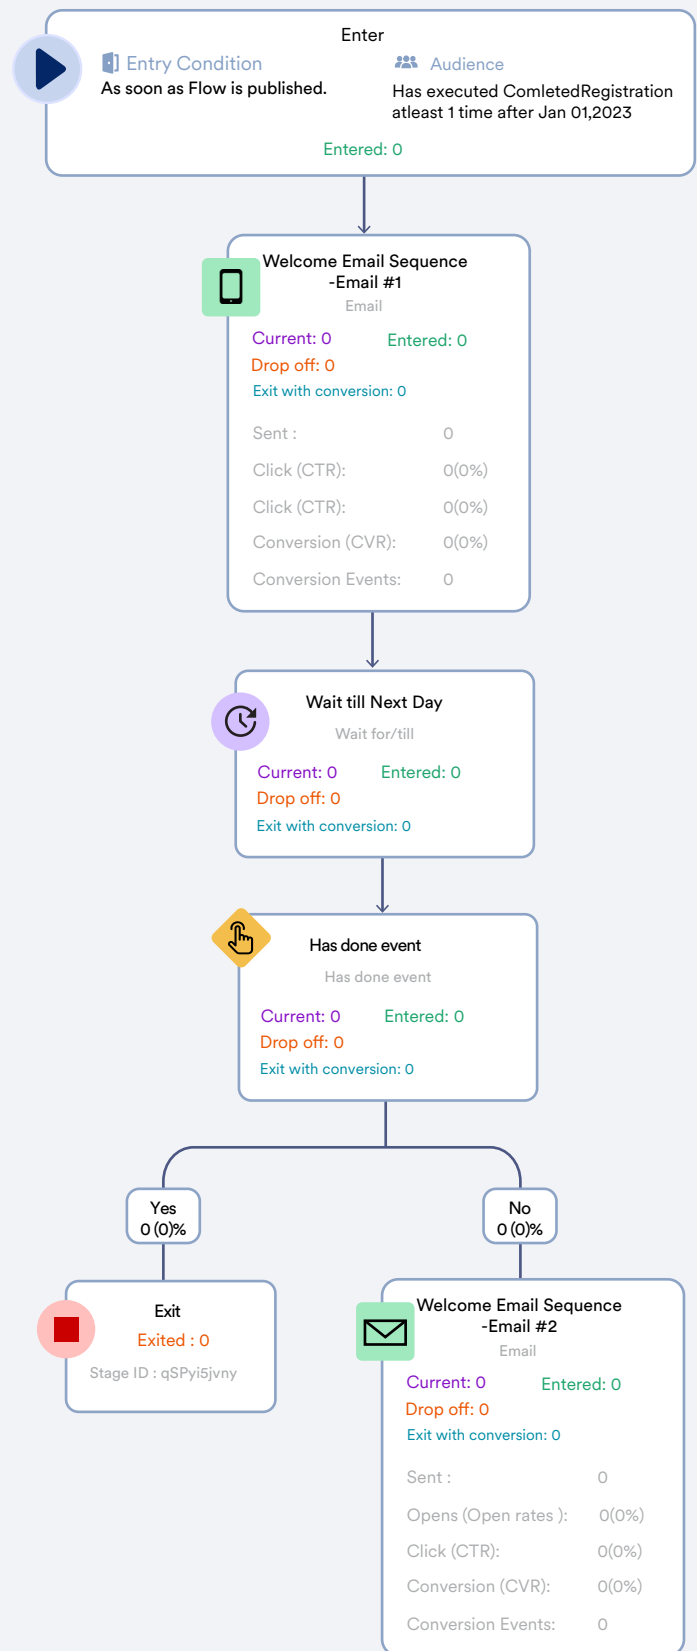 Enter
Entry Condition
As soon as Flow is published.
Audience
Has executed ComletedRegistration
atleast 1 time after Jan 01,2023
Entered: 0
Welcome Email Sequence
-Email #1
Email
Current: 0 Entered: 0
Drop off: 0
Exit with conversion: 0
Sent : 0
Click (CTR): 0(0%)
Click (CTR): 0(0%)
Conversion (CVR): 0(0%)
Conversion Events: 0
Wait till Next Day
Wait for/till
Current: 0 Entered: 0
Drop off: 0
Exit with conversion: 0
Has done event
Has done event
Current: 0 Entered: 0
Drop off: 0
Exit with conversion: 0
Yes
0 (0)%
No
0 (0)%
Exit
Exited : 0
Stage ID : qSPyi5jvny
Welcome Email Sequence
-Email #2
Email
Current: 0 Entered: 0
Drop off: 0
Exit with conversion: 0
Sent : 0
Opens (Open rates ): 0(0%)
Click (CTR): 0(0%)
Conversion (CVR): 0(0%)
Conversion Events: 0